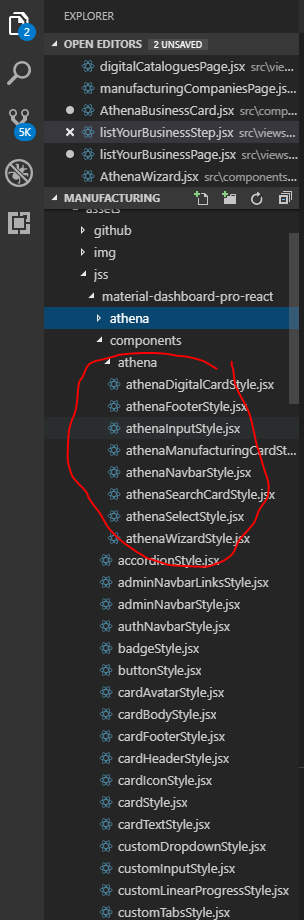 EXPLORER
2
OPEN EDITORS 2 UNSAVED
digitalCataloguesPage.jsx src\vie...
manufacturingCompaniesPage.js...
AthenaBusinessCard.jsx src\comp...
listYourBusinessStep.jsx src\views...
5K
listYourBusinessPage.jsx src\views...
AthenaWizard.jsx src\components...
MANUFACTURING
assets
github
img
jss
material-dashboard-pro-react
athena
components
athena
athenaDigitalCardStyle.jsx
athenaFooterStyle.jsx
athenaInputStyle.jsx
athenaManufacturingCardSt...
athenaNavbarStyle.jsx
athenaSearchCardStyle.jsx
athenaSelectStyle.jsx
athenaWizardStyle.jsx
accordionStyle.jsx
adminNavbarLinksStyle.jsx
adminNavbarStyle.jsx
authNavbarStyle.jsx
badgeStyle.jsx
buttonStyle.jsx
cardAvatarStyle.jsx
cardBodyStyle.jsx
cardFooterStyle.jsx
cardHeaderStyle.jsx
cardIconStyle.jsx
cardStyle.jsx
cardTextStyle.jsx
customDropdownStyle.jsx
customInputStyle.jsx
customLinearProgressStyle.jsx
customTabsStyle.jsx